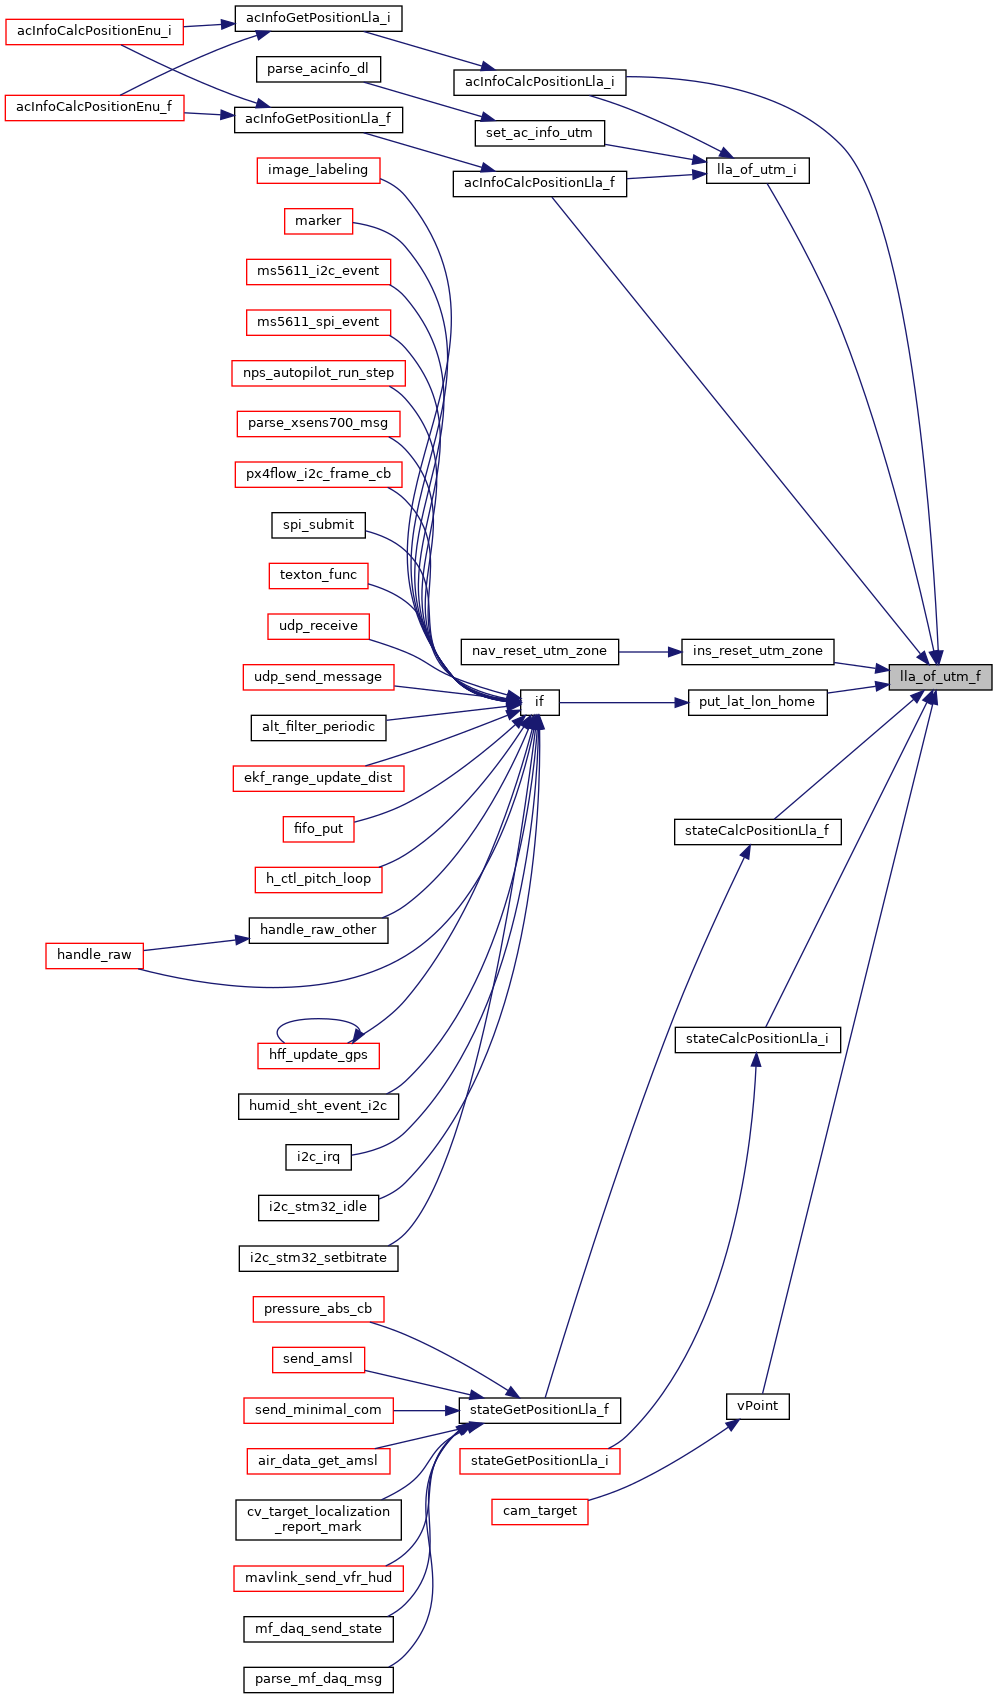 acInfoGetPositionLla_i
acInfoCalcPositionEnu_i
parse_acinfo_dl
acInfoCalcPositionLla_i
acInfoCalcPositionEnu_f
acInfoGetPositionLla_f
set_ac_info_utm
image_labeling
acInfoCalcPositionLla_f
lla_of_utm_i
marker
ms5611_i2c_event
ms5611_spi_event
nps_autopilot_run_step
parse_xsens700_msg
px4flow_i2c_frame_cb
spi_submit
texton_func
udp_receive
nav_reset_utm_zone
ins_reset_utm_zone
udp_send_message
lla_of_utm_f
if
put_lat_lon_home
alt_filter_periodic
ekf_range_update_dist
fifo_put
stateCalcPositionLla_f
h_ctl_pitch_loop
handle_raw_other
handle_raw
stateCalcPositionLla_i
hff_update_gps
humid_sht_event_i2c
i2c_irq
i2c_stm32_idle
i2c_stm32_setbitrate
pressure_abs_cb
send_amsl
send_minimal_com
stateGetPositionLla_f
vPoint
air_data_get_amsl
stateGetPositionLla_i
cv_target_localization
_report_mark
cam_target
mavlink_send_vfr_hud
mf_daq_send_state
parse_mf_daq_msg